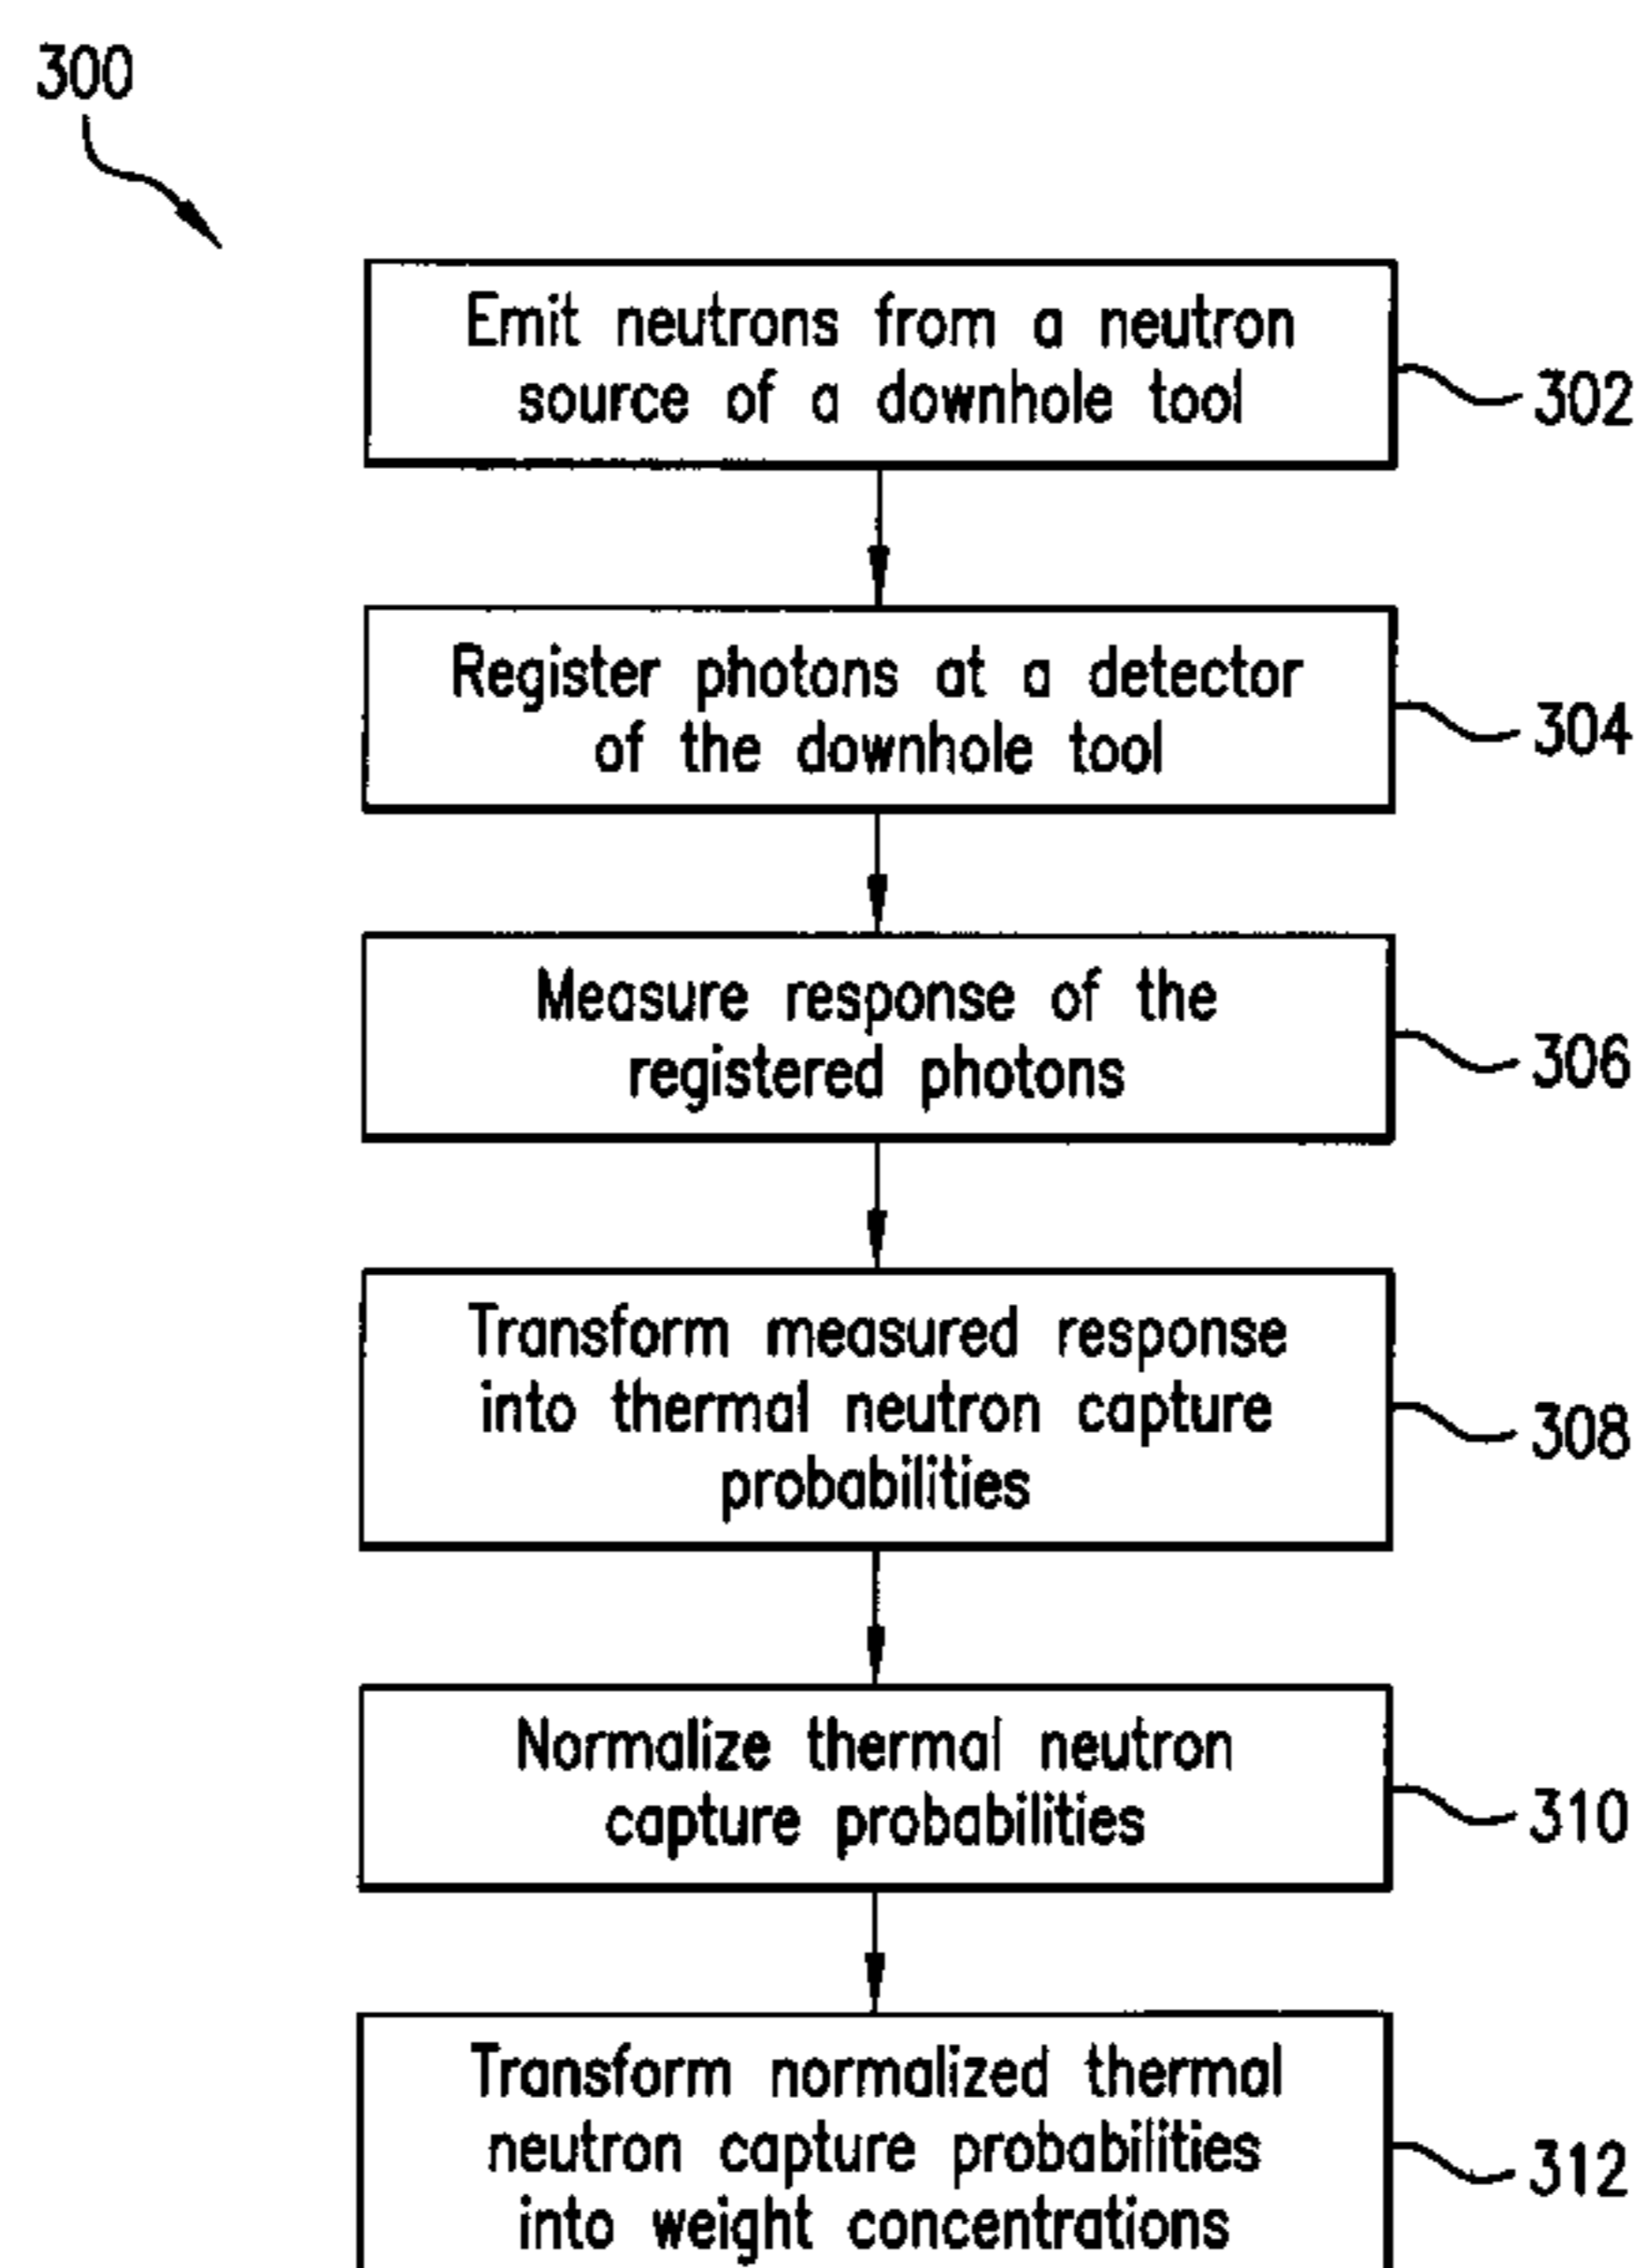 300
Emit neutrons from a neutron
source of a downhole tool
302
Register photons at a detector
of the downhole tool
304
Measure response of the
registered photons
306
Transform measured response
into thermal neutron capture
probabilities
308
Normalize thermal neutron
capture probabilities
310
Transform normalized thermal
neutron capture probabilities
into weight concentrations
312